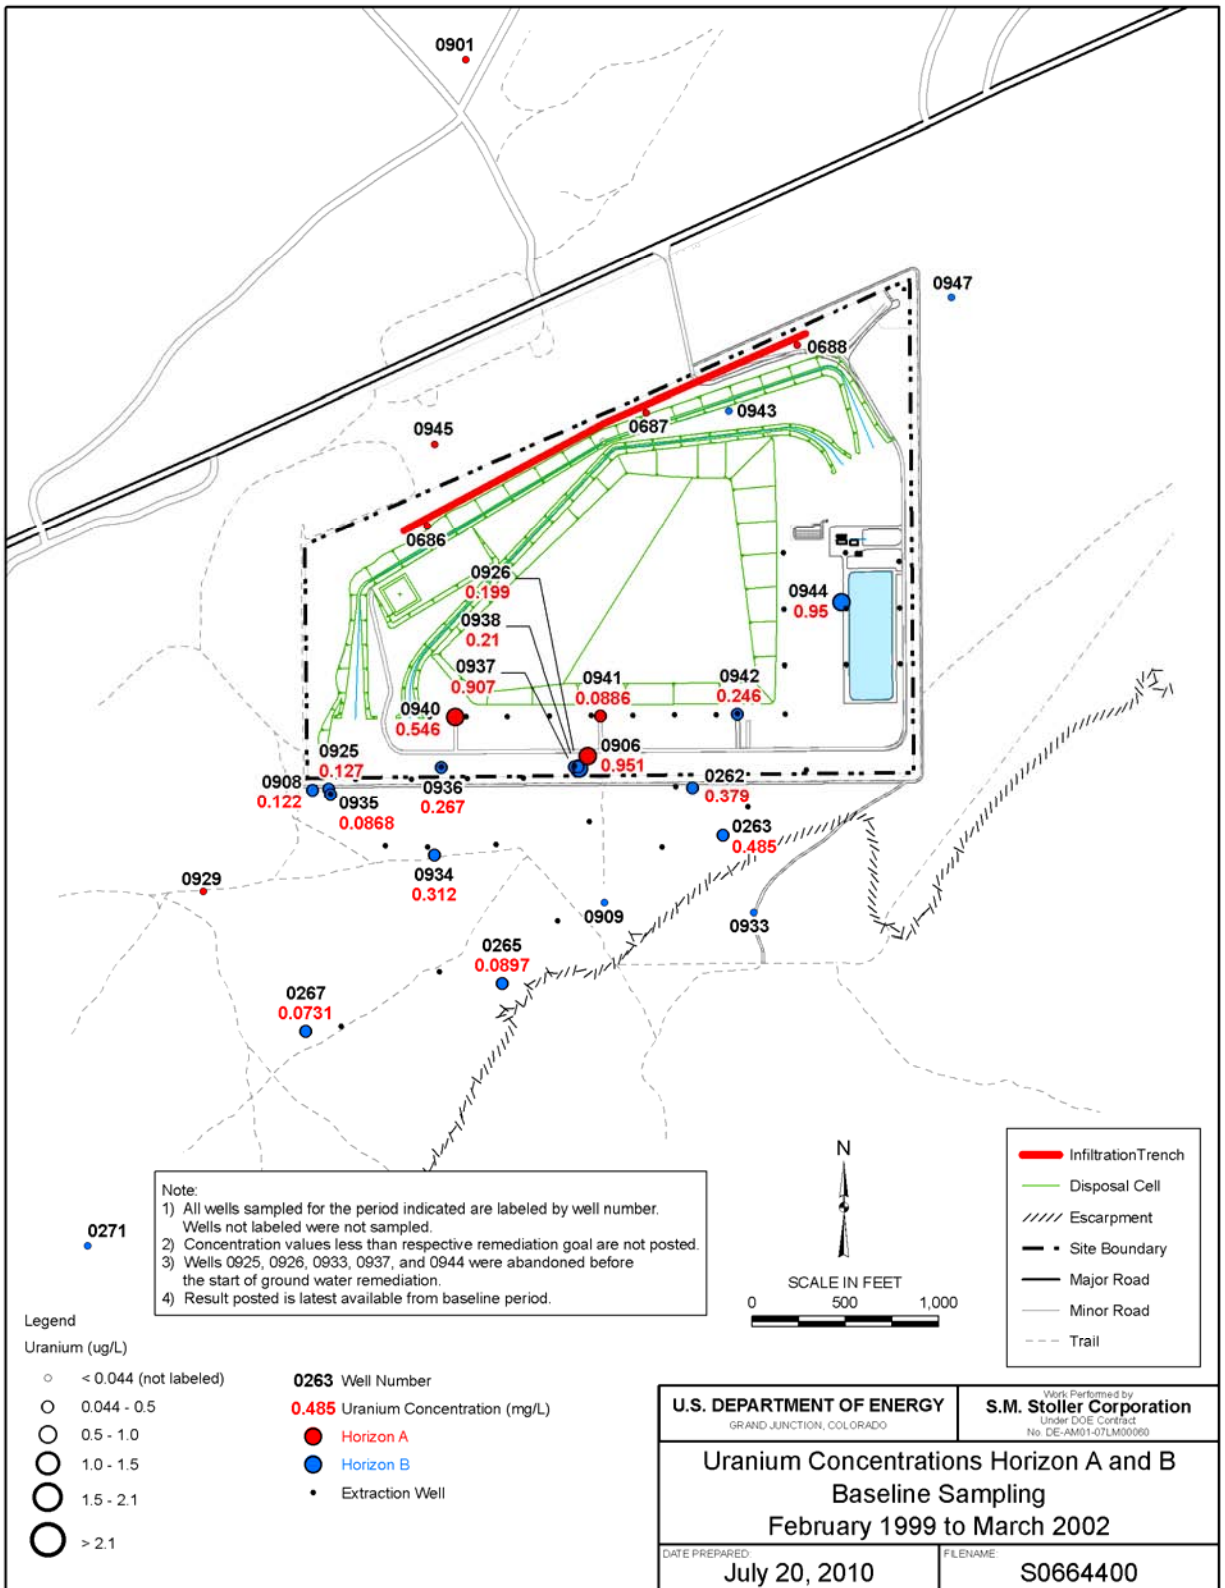 0901
0947
0688
0943
0687
0945
0686
0926
0.199
0944
0.95
0938
0.21
0937
0.907
0941
0.0886
0942
0.246
0940
0.546
0906
0.951
0925
0.127
0908
0.122
0935
0.0868
0936
0.267
0262
0.379
0263
0.485
0934
0.312
0929
0909
0933
0265
0.0897
0267
0.0731
0271
Note:
1) All wells sampled for the period indicated are labeled by well number.
Wells not labeled were not sampled.
2) Concentration values less than respective remediation goal are not posted.
3) Wells 0925, 0926, 0933, 0937, and 0944 were abandoned before
the start of ground water remediation.
4) Result posted is latest available from baseline period.
N
SCALE IN FEET
0 500 1,000
InfiltrationTrench
Disposal Cell
Escarpment
Site Boundary
Major Road
Minor Road
Trail
Legend
Uranium (ug/L)
< 0.044 (not labeled)
0.044 - 0.5
0.5 - 1.0
1.0 - 1.5
1.5 - 2.1
> 2.1
0263 Well Number
0.485 Uranium Concentration (mg/L)
Horizon A
Horizon B
Extraction Well
U.S. DEPARTMENT OF ENERGY
GRAND JUNCTION, COLORADO
Work Performed by
S.M. Stoller Corporation
Under DOE Contract
No. DE-AM01-07LM00060
Uranium Concentrations Horizon A and B
Baseline Sampling
February 1999 to March 2002
DATE PREPARED:
July 20, 2010
FILENAME:
S0664400